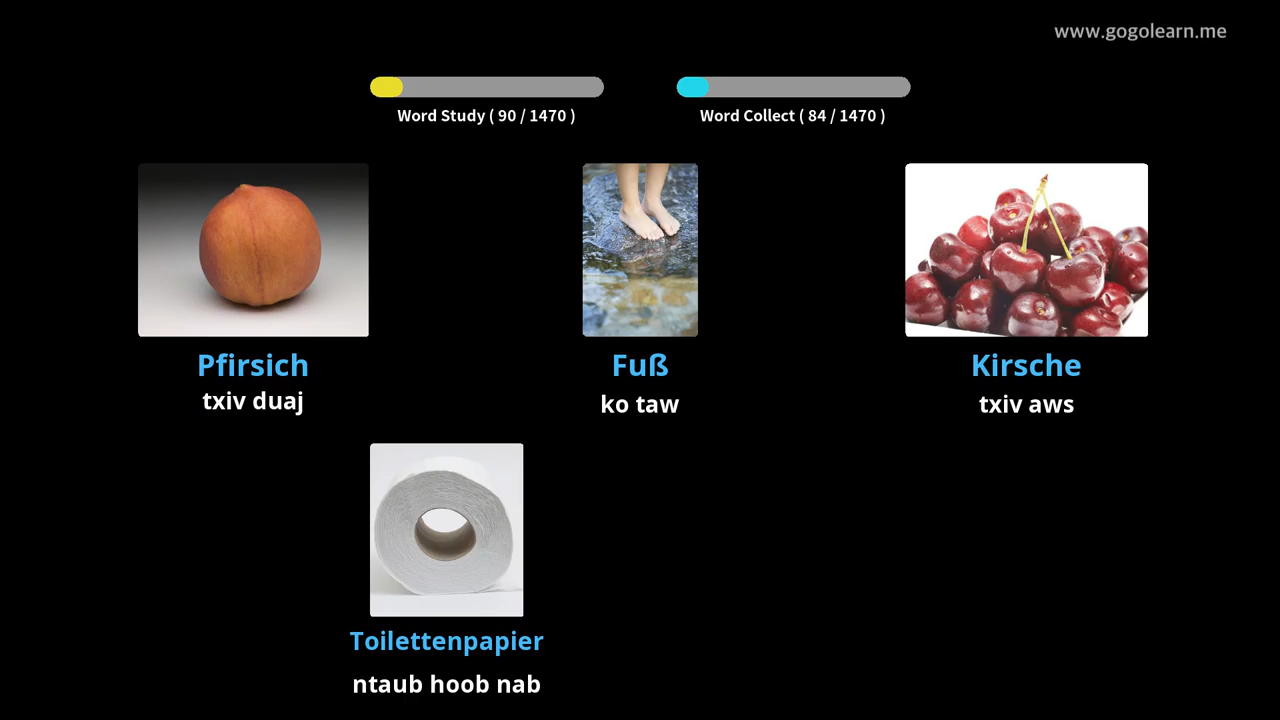 www.gogolearn.me
Word Study ( 90 / 1470 )
Word Collect ( 84 / 1470 )
Pfirsich
txiv duaj
Fuß
ko taw
Kirsche
txiv aws
Toilettenpapier
ntaub hoob nab